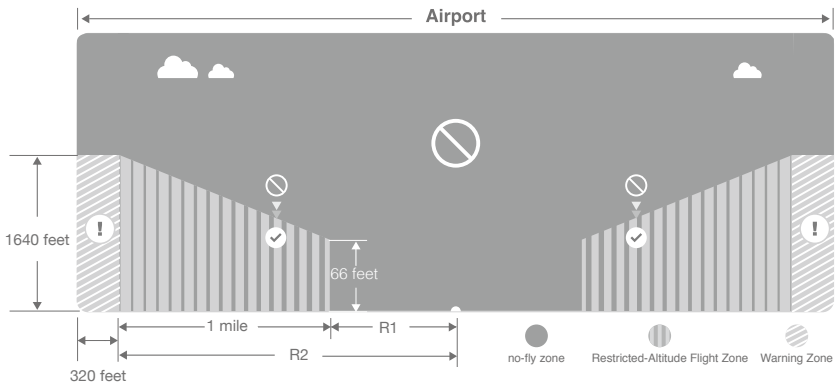 Airport
!
!
1640 feet
66 feet
1 mile
R1
R2
320 feet
no-fly zone
Restricted-Altitude Flight Zone
Warning Zone